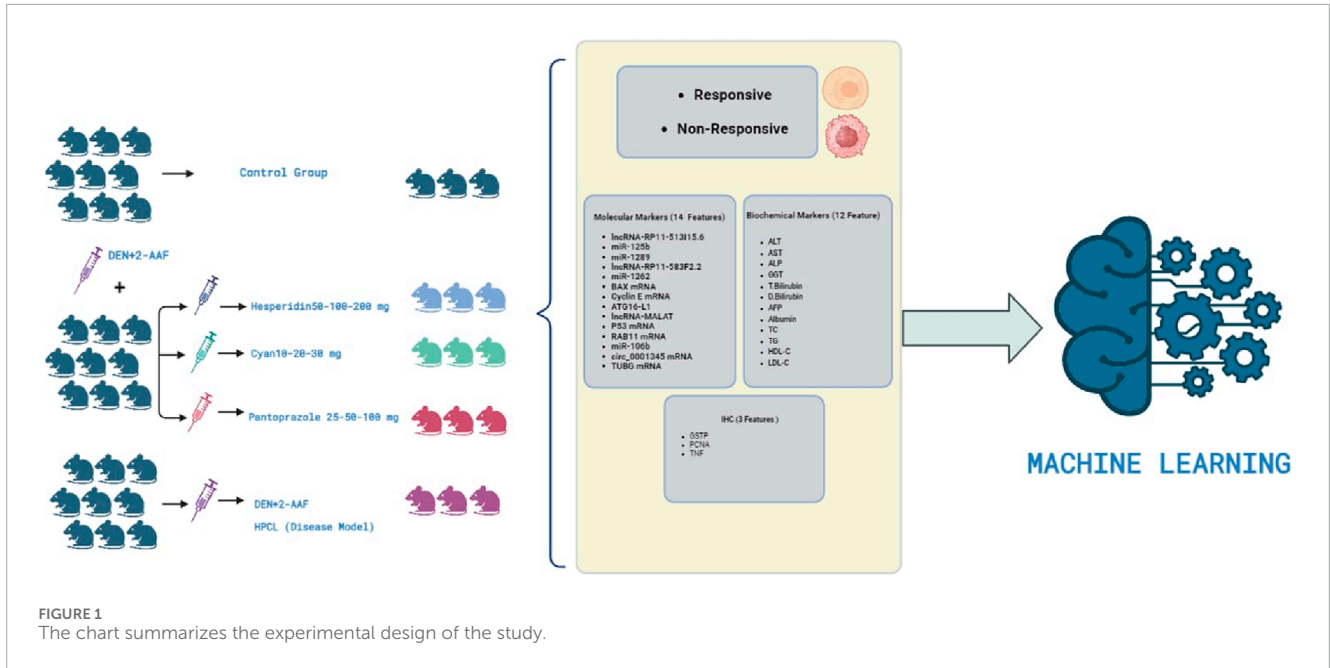 Control Group
DEN+2-AAF
+
Hesperidin50-100-200 mg
Cyan10-20-30 mg
Pantoprazole 25-50-100 mg
DEN+2-AAF
HPCL (Disease Model)
• Responsive
• Non-Responsive
Molecular Markers (14 Features)
• lncRNA-RP11-513I15.6
• miR-125b
• miR-1289
• lncRNA-RP11-583F2.2
• miR-1262
• BAX mRNA
• Cyclin E mRNA
• ATG16-L1
• lncRNA-MALAT
• P53 mRNA
• RAB11 mRNA
• miR-106b
• circ_0001345 mRNA
• TUBG mRNA
Biochemical Markers (12 Feature)
• ALT
• AST
• ALP
• GGT
• T.Bilirubin
• D.Bilirubin
• AFP
• Albumin
• TC
• TG
• HDL-C
• LDL-C
IHC (3 Features )
• GSTP
• PCNA
• TNF
MACHINE LEARNING
FIGURE 1
The chart summarizes the experimental design of the study.